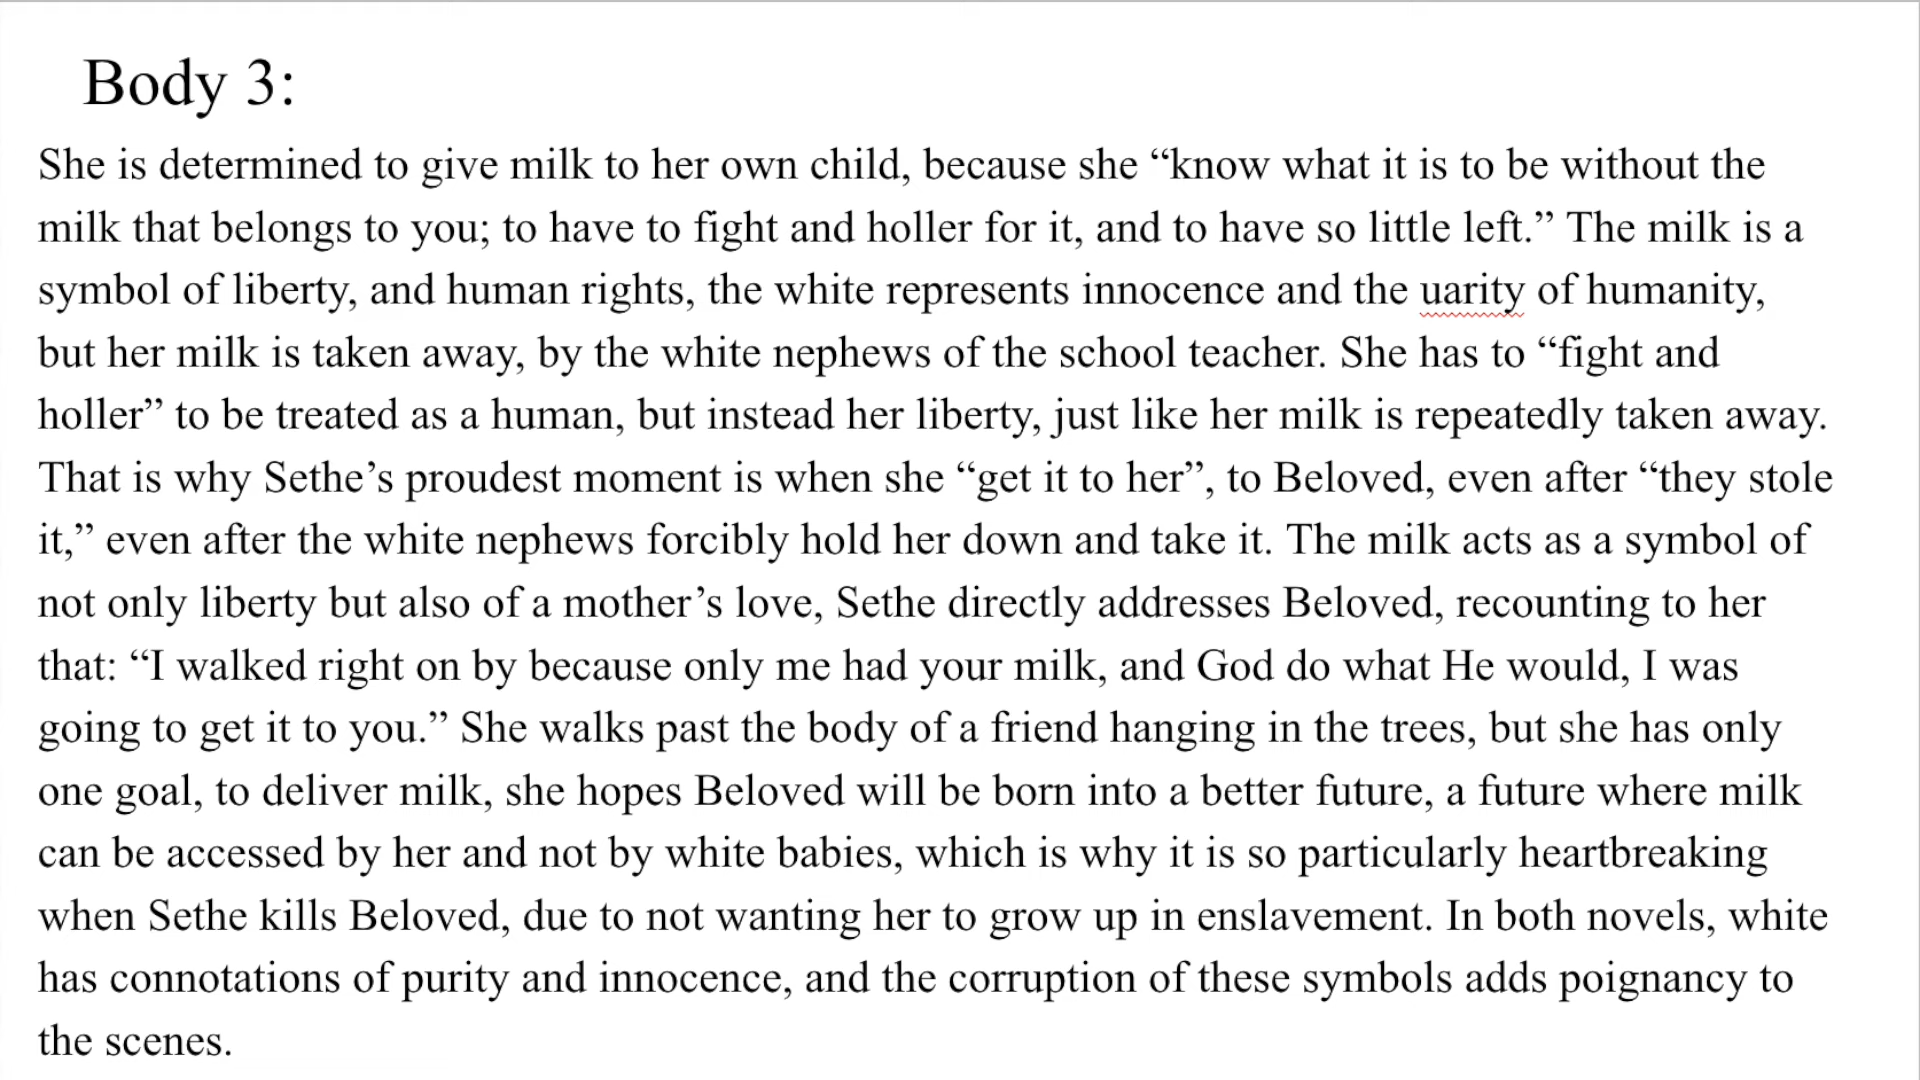 Body 3:
She is determined to give milk to her own child, because she “know what it is to be without the
milk that belongs to you; to have to fight and holler for it, and to have so little left.” The milk is a
symbol of liberty, and human rights, the white represents innocence and the uarity of humanity,
but her milk is taken away, by the white nephews of the school teacher. She has to “fight and
holler” to be treated as a human, but instead her liberty, just like her milk is repeatedly taken away.
That is why Sethe’s proudest moment is when she “get it to her”, to Beloved, even after “they stole
it,” even after the white nephews forcibly hold her down and take it. The milk acts as a symbol of
not only liberty but also of a mother’s love, Sethe directly addresses Beloved, recounting to her
that: “I walked right on by because only me had your milk, and God do what He would, I was
going to get it to you.” She walks past the body of a friend hanging in the trees, but she has only
one goal, to deliver milk, she hopes Beloved will be born into a better future, a future where milk
can be accessed by her and not by white babies, which is why it is so particularly heartbreaking
when Sethe kills Beloved, due to not wanting her to grow up in enslavement. In both novels, white
has connotations of purity and innocence, and the corruption of these symbols adds poignancy to
the scenes.